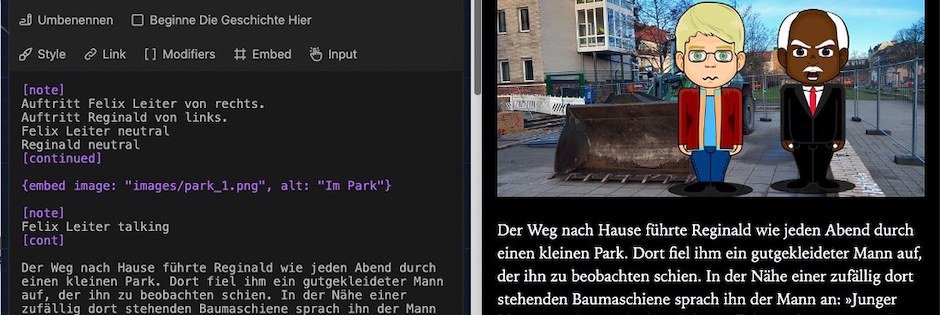 Umbenennen
Beginne Die Geschichte Hier
Style
Link
[ ] Modifiers
Embed
Input
[note]
Auftritt Felix Leiter von rechts.
Auftritt Reginald von links.
Felix Leiter neutral
Reginald neutral
[continued]
{embed image: "images/park_1.png", alt: "Im Park"}
[note]
Felix Leiter talking
[cont]
Der Weg nach Hause führte Reginald wie jeden Abend durch
einen kleinen Park. Dort fiel ihm ein gutgekleideter Mann
auf, der ihn zu beobachten schien. In der Nähe einer
zufällig dort stehenden Baumaschine sprach ihn der Mann
Der Weg nach Hause führte Reginald wie jeden Abend durch
einen kleinen Park. Dort fiel ihm ein gutgekleideter Mann auf,
der ihn zu beobachten schien. In der Nähe einer zufällig dort
stehenden Baumaschine sprach ihn der Mann an: »Junger